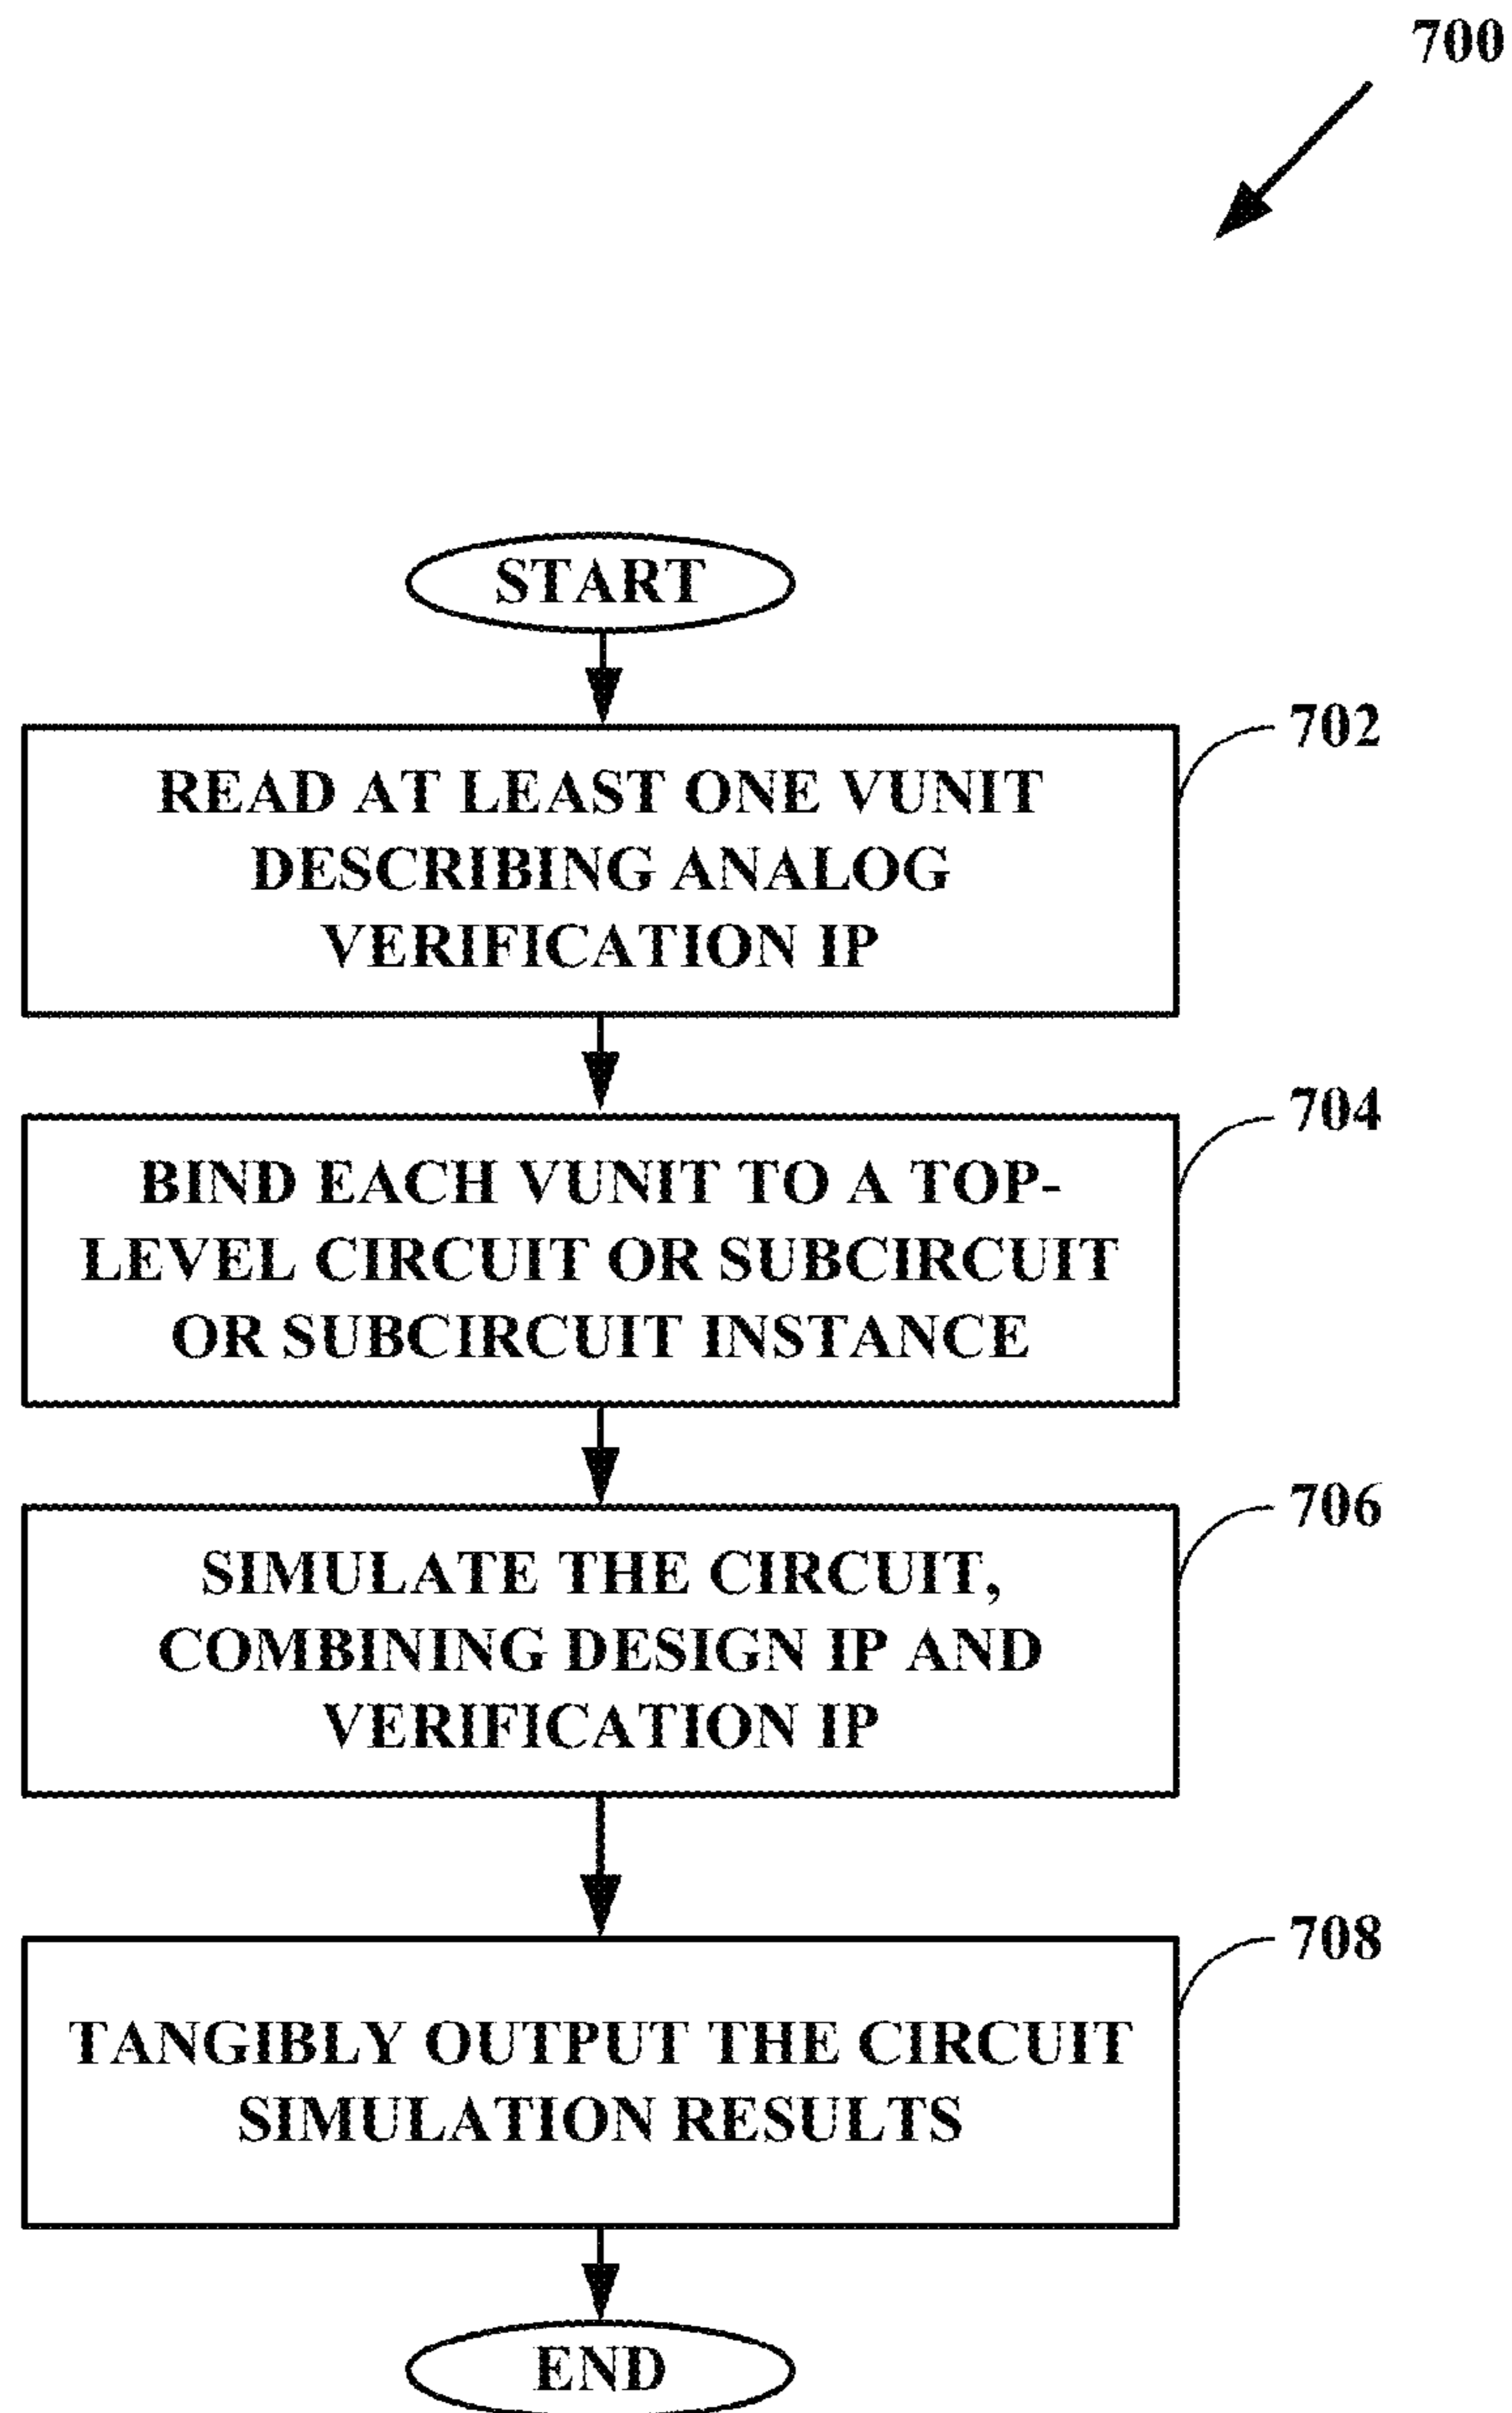 700
START
702
READ AT LEAST ONE VUNIT
DESCRIBING ANALOG
VERIFICATION IP
704
BIND EACH VUNIT TO A TOP-
LEVEL CIRCUIT OR SUBCIRCUIT
OR SUBCIRCUIT INSTANCE
706
SIMULATE THE CIRCUIT,
COMBINING DESIGN IP AND
VERIFICATION IP
708
TANGIBLY OUTPUT THE CIRCUIT
SIMULATION RESULTS
END